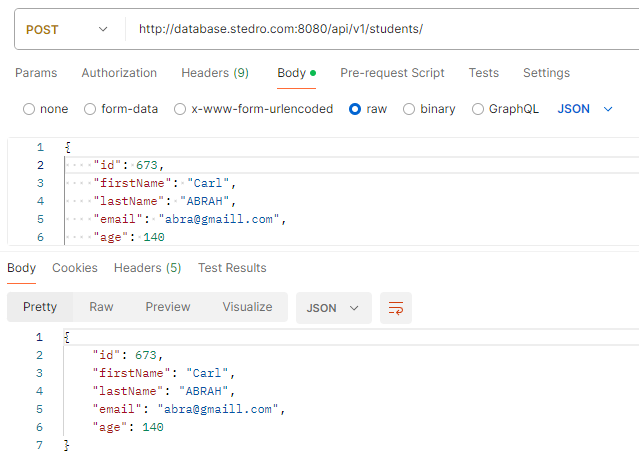 POST http://database.stedro.com:8080/api/v1/students/
Params Authorization Headers (9) Body Pre-request Script Tests Settings
none form-data x-www-form-urlencoded raw binary GraphQL JSON
1 {
2 "id": 673,
3 "firstName": "Carl",
4 "lastName": "ABRAH",
5 "email": "abra@gmaill.com",
6 "age": 140
Body Cookies Headers (5) Test Results
Pretty Raw Preview Visualize JSON
1 {
2 "id": 673,
3 "firstName": "Carl",
4 "lastName": "ABRAH",
5 "email": "abra@gmaill.com",
6 "age": 140
7 }